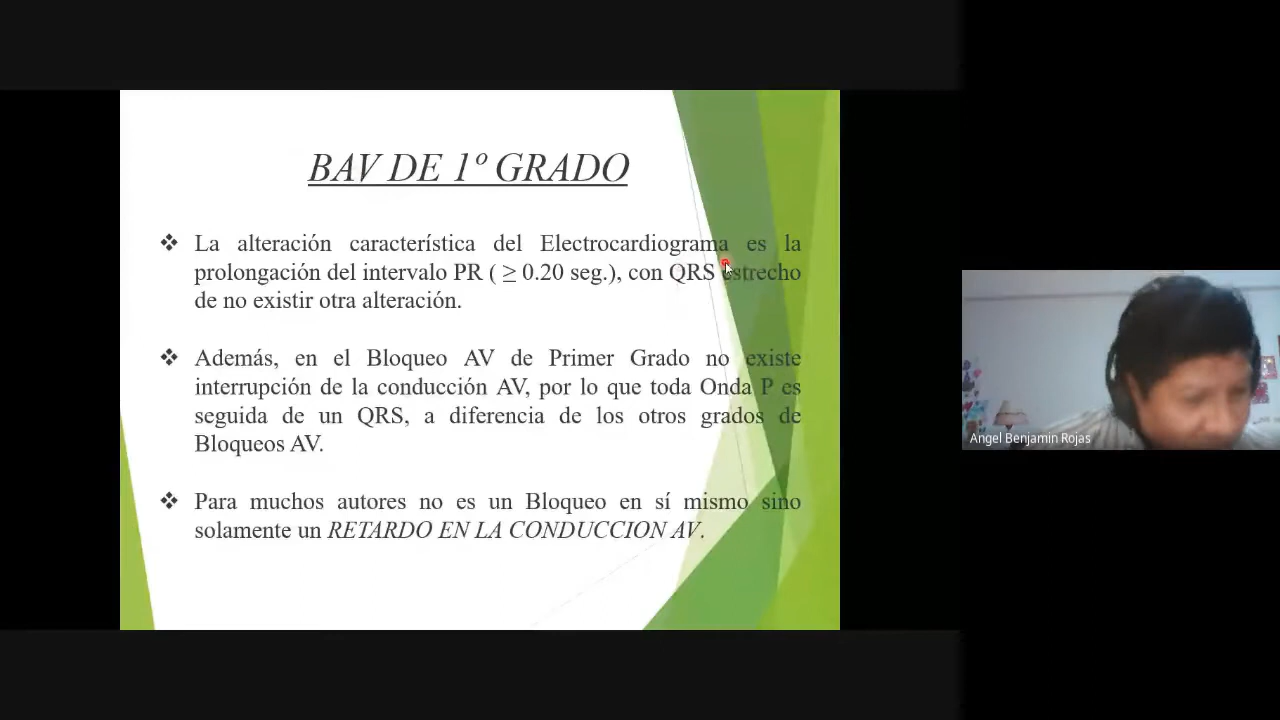 BAV DE 1º GRADO
❖ La alteración característica del Electrocardiograma es la
prolongación del intervalo PR ( ≥ 0.20 seg.), con QRS estrecho
de no existir otra alteración.
❖ Además, en el Bloqueo AV de Primer Grado no existe
interrupción de la conducción AV, por lo que toda Onda P es
seguida de un QRS, a diferencia de los otros grados de
Bloqueos AV.
❖ Para muchos autores no es un Bloqueo en sí mismo sino
solamente un RETARDO EN LA CONDUCCION AV.
Angel Benjamin Rojas